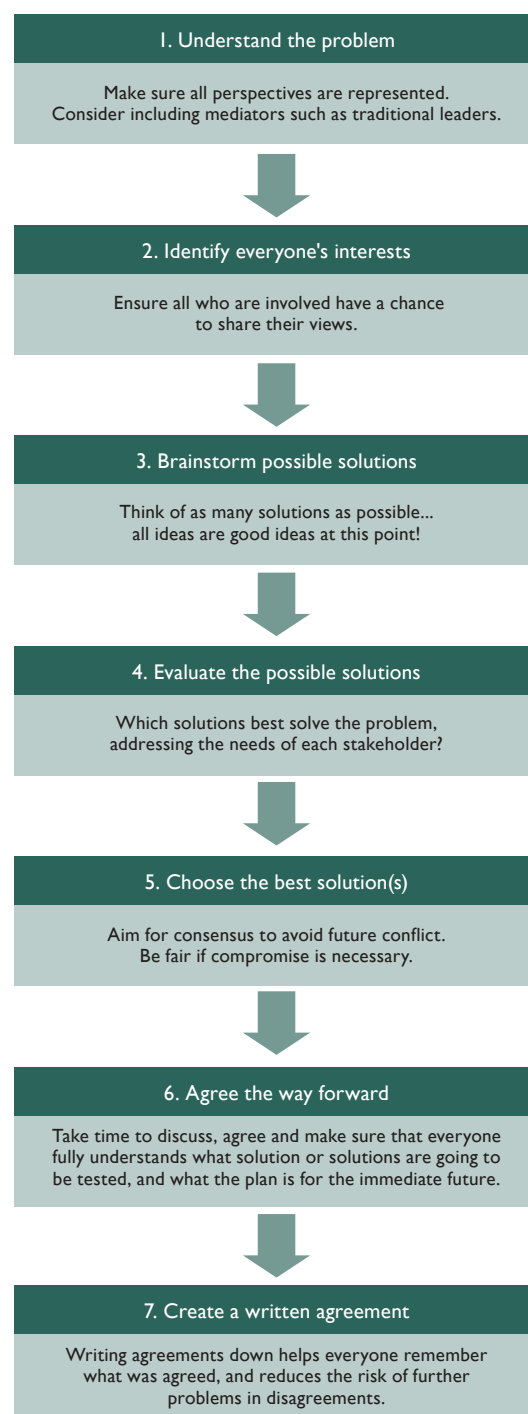 1. Understand the problem
Make sure all perspectives are represented.
Consider including mediators such as traditional leaders.
2. Identify everyone's interests
Ensure all who are involved have a chance
to share their views.
3. Brainstorm possible solutions
Think of as many solutions as possible...
all ideas are good ideas at this point!
4. Evaluate the possible solutions
Which solutions best solve the problem,
addressing the needs of each stakeholder?
5. Choose the best solution(s)
Aim for consensus to avoid future conflict.
Be fair if compromise is necessary.
6. Agree the way forward
Take time to discuss, agree and make sure that everyone
fully understands what solution or solutions are going to
be tested, and what the plan is for the immediate future.
7. Create a written agreement
Writing agreements down helps everyone remember
what was agreed, and reduces the risk of further
problems in disagreements.